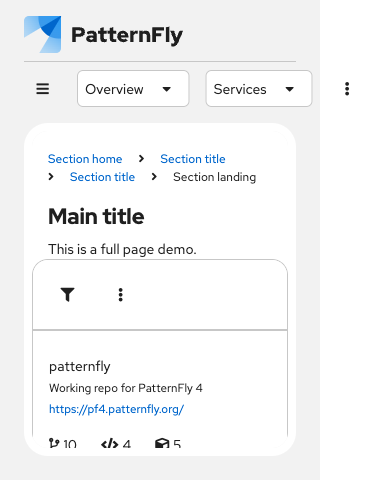 PatternFly
Overview Services
Section home Section title
Section title Section landing
Main title
This is a full page demo.
patternfly
Working repo for PatternFly 4
https://pf4.patternfly.org/
10 4 5